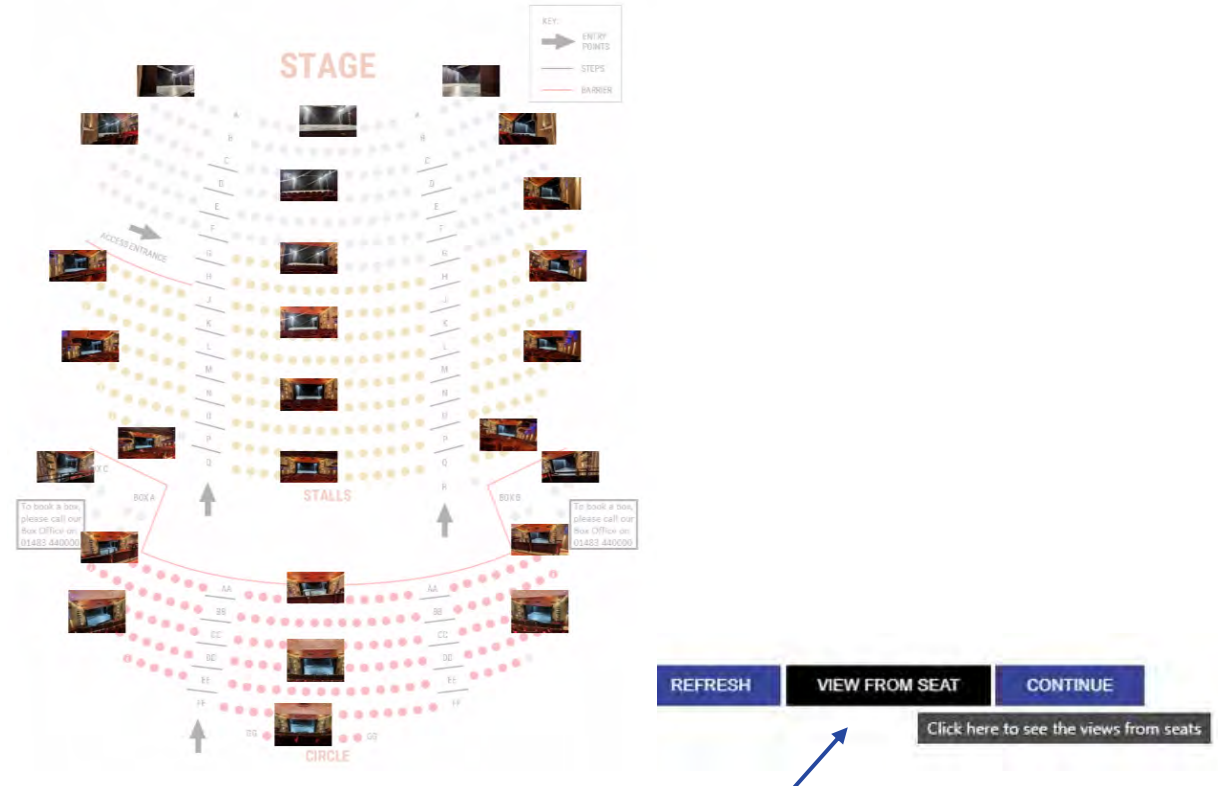 KEY:
ENTRY
POINTS
STEPS
BARRIER
STAGE
A A
B B
C C
D D
E E
F F
ACCESS ENTRANCE
G G
H H
J J
K K
L L
M M
N N
O O
P P
Q Q
R
C
BOX A
BOX B
STALLS
To book a box,
please call our
Box Office on
01483 440000
To book a box,
please call our
Box Office on
01483 440000
AA AA
BB BB
CC CC
DD DD
EE EE
FF FF
GG GG
CIRCLE
REFRESH
VIEW FROM SEAT
CONTINUE
Click here to see the views from seats